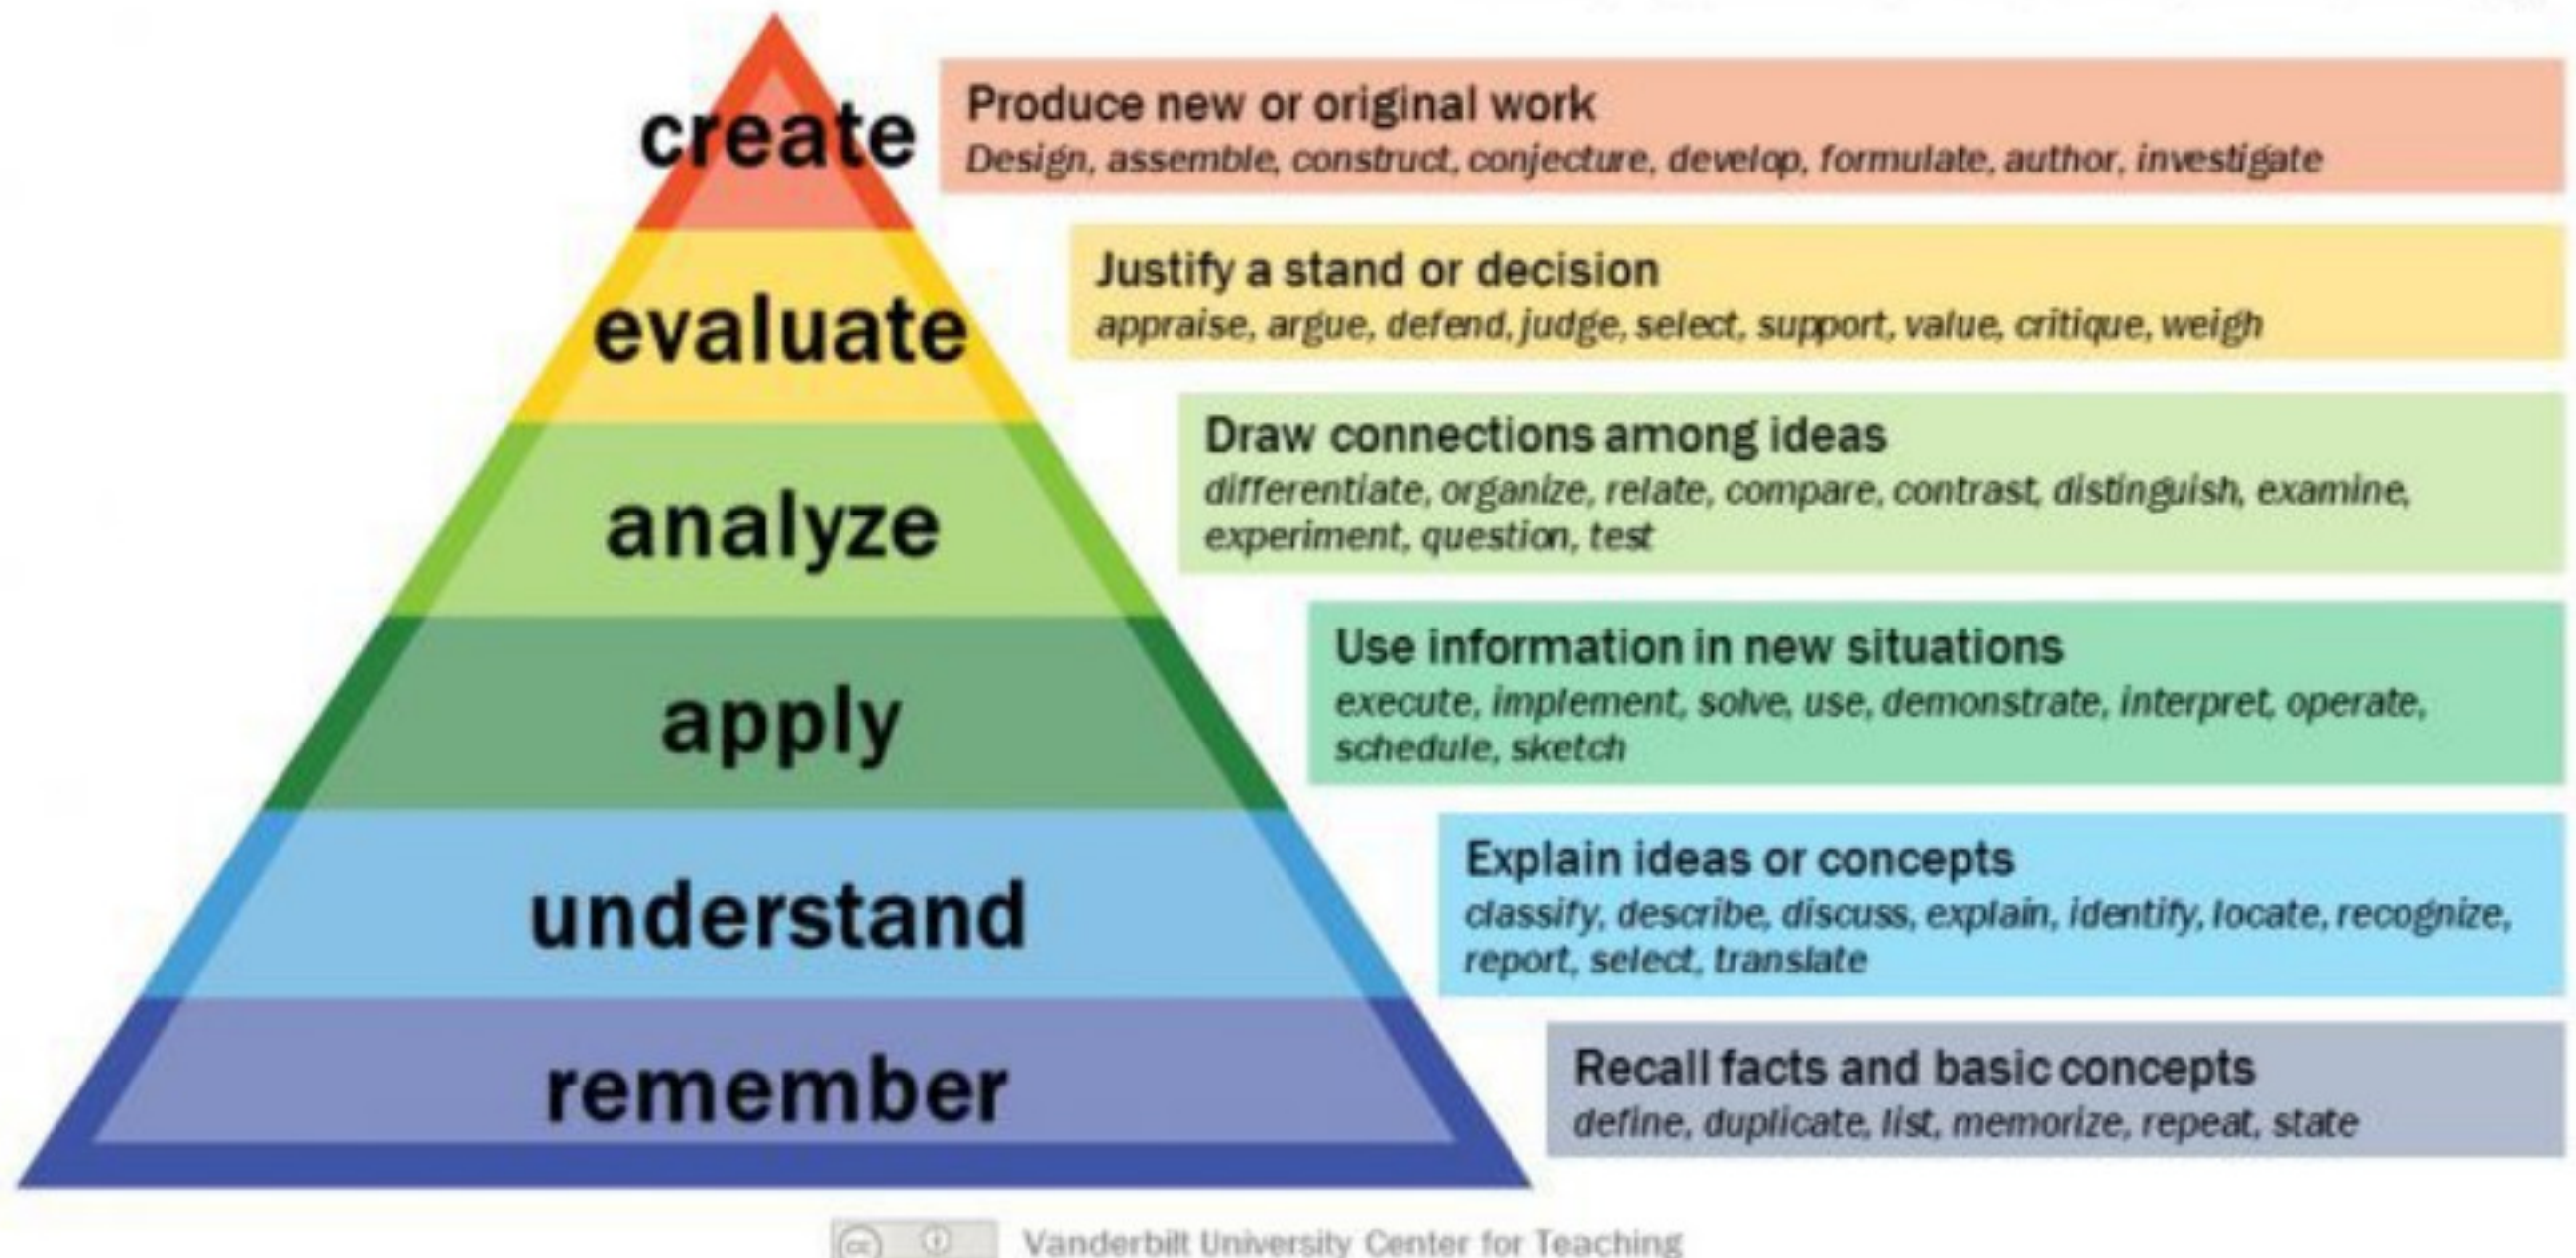 create
Produce new or original work
Design, assemble, construct, conjecture, develop, formulate, author, investigate
evaluate
Justify a stand or decision
appraise, argue, defend, judge, select, support, value, critique, weigh
analyze
Draw connections among ideas
differentiate, organize, relate, compare, contrast, distinguish, examine,
experiment, question, test
apply
Use information in new situations
execute, implement, solve, use, demonstrate, interpret, operate,
schedule, sketch
understand
Explain ideas or concepts
classify, describe, discuss, explain, identify, locate, recognize,
report, select, translate
remember
Recall facts and basic concepts
define, duplicate, list, memorize, repeat, state
cc
Vanderbilt University Center for Teaching